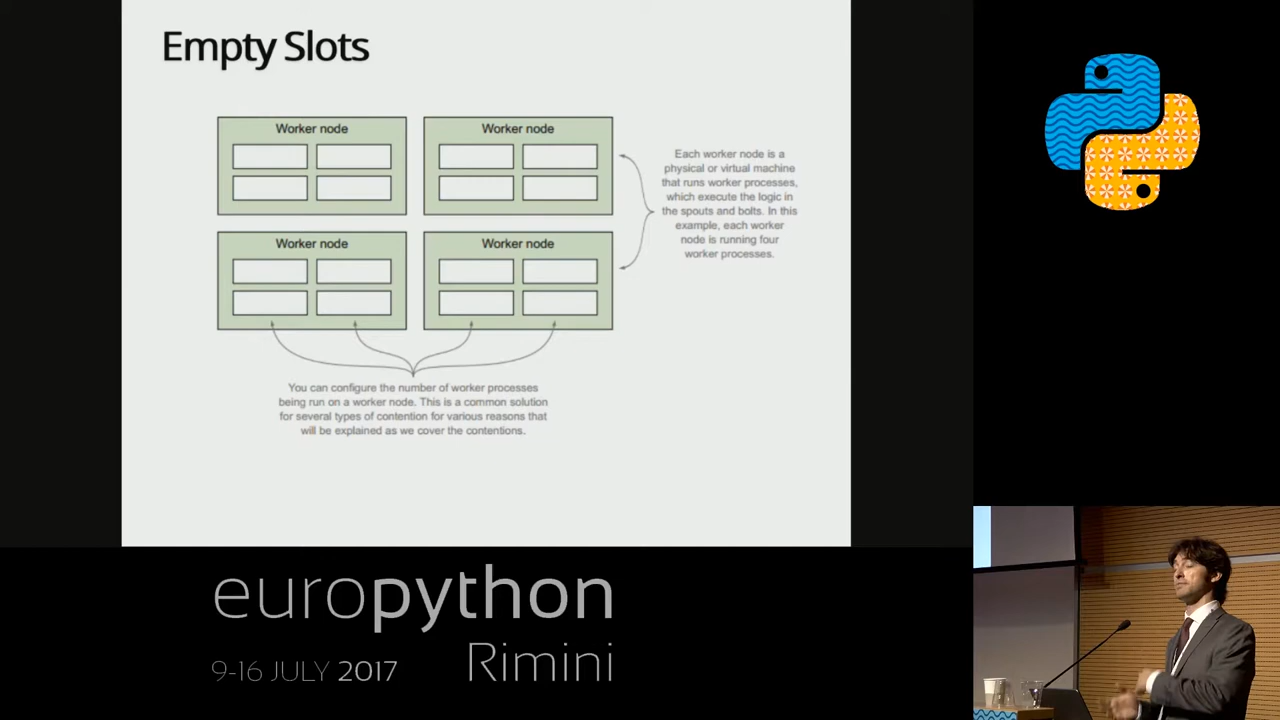 Empty Slots
Worker node
Worker node
Worker node
Worker node
Each worker node is a
physical or virtual machine
that runs worker processes,
which execute the logic in
the spouts and bolts. In this
example, each worker
node is running four
worker processes.
You can configure the number of worker processes
being run on a worker node. This is a common solution
for several types of contention for various reasons that
will be explained as we cover the contentions.
europython
Rimini
9-16 JULY 2017